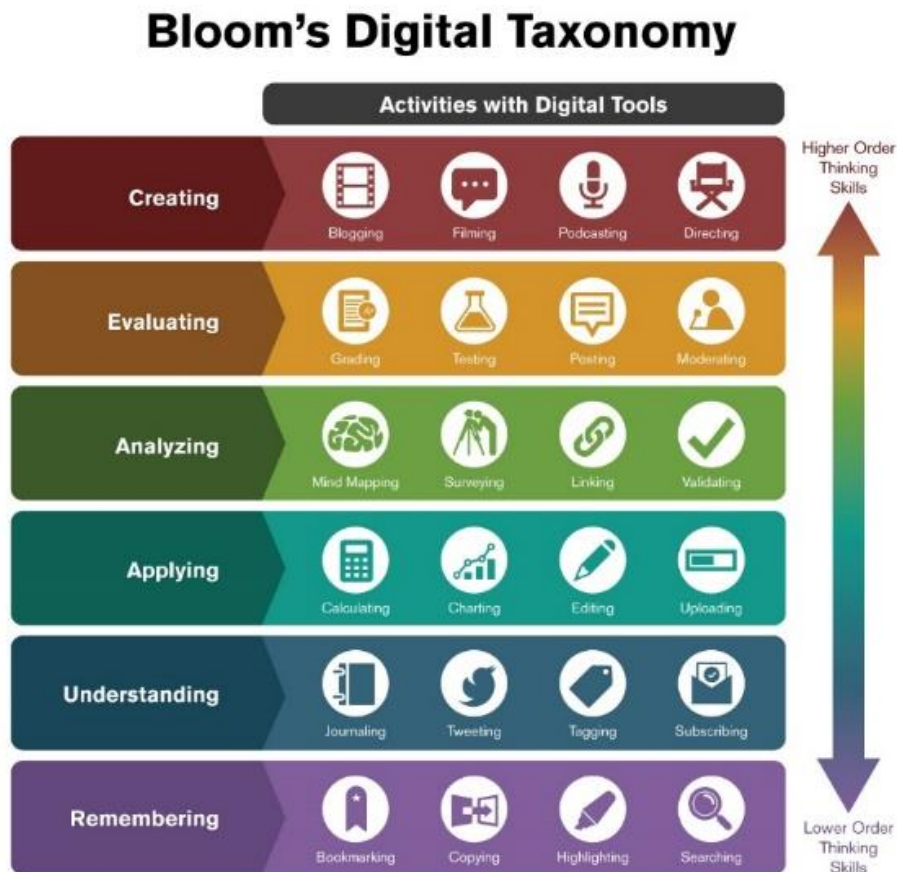 Bloom's Digital Taxonomy
Activities with Digital Tools
Creating
Blogging Filming Podcasting Directing
Evaluating
Grading Testing Posting Moderating
Analyzing
Mind Mapping Surveying Linking Validating
Applying
Calculating Charting Editing Uploading
Understanding
Journaling Tweeting Tagging Subscribing
Remembering
Bookmarking Copying Highlighting Searching
Higher Order
Thinking
Skills
Lower Order
Thinking
Skills